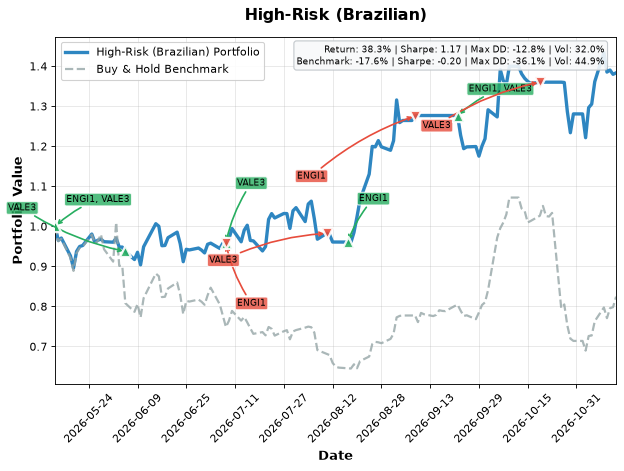 High-Risk (Brazilian)
High-Risk (Brazilian) Portfolio
Buy & Hold Benchmark
Return: 38.3% | Sharpe: 1.17 | Max DD: -12.8% | Vol: 32.0%
Benchmark: -17.6% | Sharpe: -0.20 | Max DD: -36.1% | Vol: 44.9%
1.4
1.3
1.2
1.1
1.0
0.9
0.8
0.7
Portfolio Value
ENGI1, VALE3
VALE3
ENGI1
VALE3
ENGI1, VALE3
VALE3
ENGI1
VALE3
ENGI1
2026-05-24
2026-06-09
2026-06-25
2026-07-11
2026-07-27
2026-08-12
2026-08-28
2026-09-13
2026-09-29
2026-10-15
2026-10-31
Date